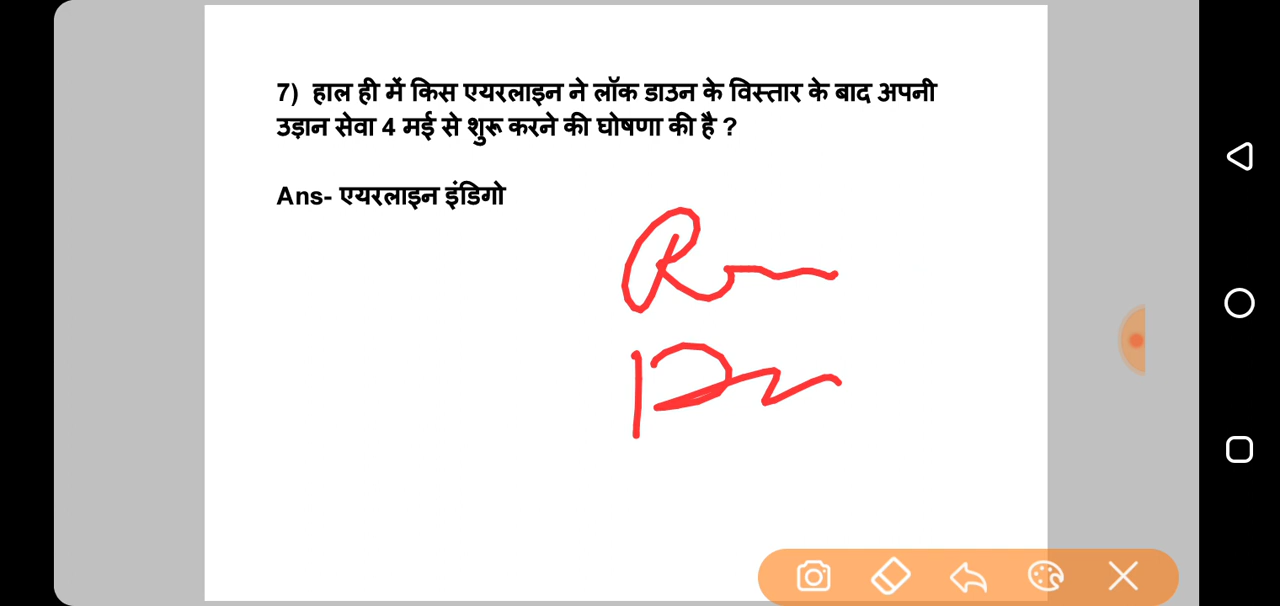 7) हाल ही में किस एयरलाइन ने लॉक डाउन के विस्तार के बाद अपनी
उड़ान सेवा 4 मई से शुरू करने की घोषणा की है ?
Ans- एयरलाइन इंडिगो